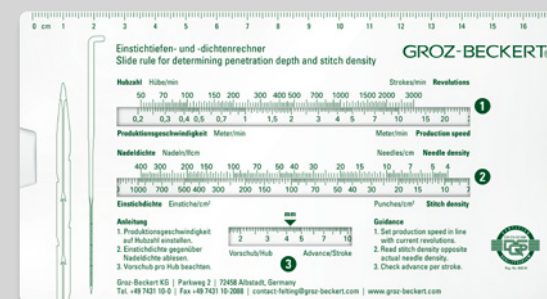 0 cm 1 2 3 4 5 6 7 8 9 10 11 12 13 14 15 16
Einstichtiefen- und -dichtenrechner
Slide rule for determining penetration depth and stitch density
GROZ-BECKERT
Hubzahl Hübe/min Strokes/min Revolutions
50 70 100 150 200 300 400 500 700 1000 1500 2000 3000
0,2 0,3 0,4 0,5 0,7 1 1,5 2 3 4 5 7 10 15 20
1
Produktionsgeschwindigkeit Meter/min Meter/min Production speed
Nadeldichte Nadeln/cm Needles/cm Needle density
400 300 200 150 100 70 50 40 30 20 15 10 7 5 4
1000 700 500 400 300 200 150 100 70 50 40 30 20 15 10 7
2
Einstichdichte Einstiche/cm² Punches/cm² Stitch density
Anleitung
1. Produktionsgeschwindigkeit
auf Hubzahl einstellen.
2. Einstichdichte gegenüber
Nadeldichte ablesen.
3. Vorschub pro Hub beachten.
mm
2 3 4 5 7 10
Vorschub/Hub Advance/Stroke
3
Guidance
1. Set production speed in line
with current revolutions.
2. Read stitch density opposite
actual needle density.
3. Check advance per stroke.
Groz-Beckert KG | Parkweg 2 | 72458 Albstadt, Germany
Tel. +49 7431 10-0 | Fax +49 7431 10-2088 | contact-felting@groz-beckert.com | www.groz-beckert.com